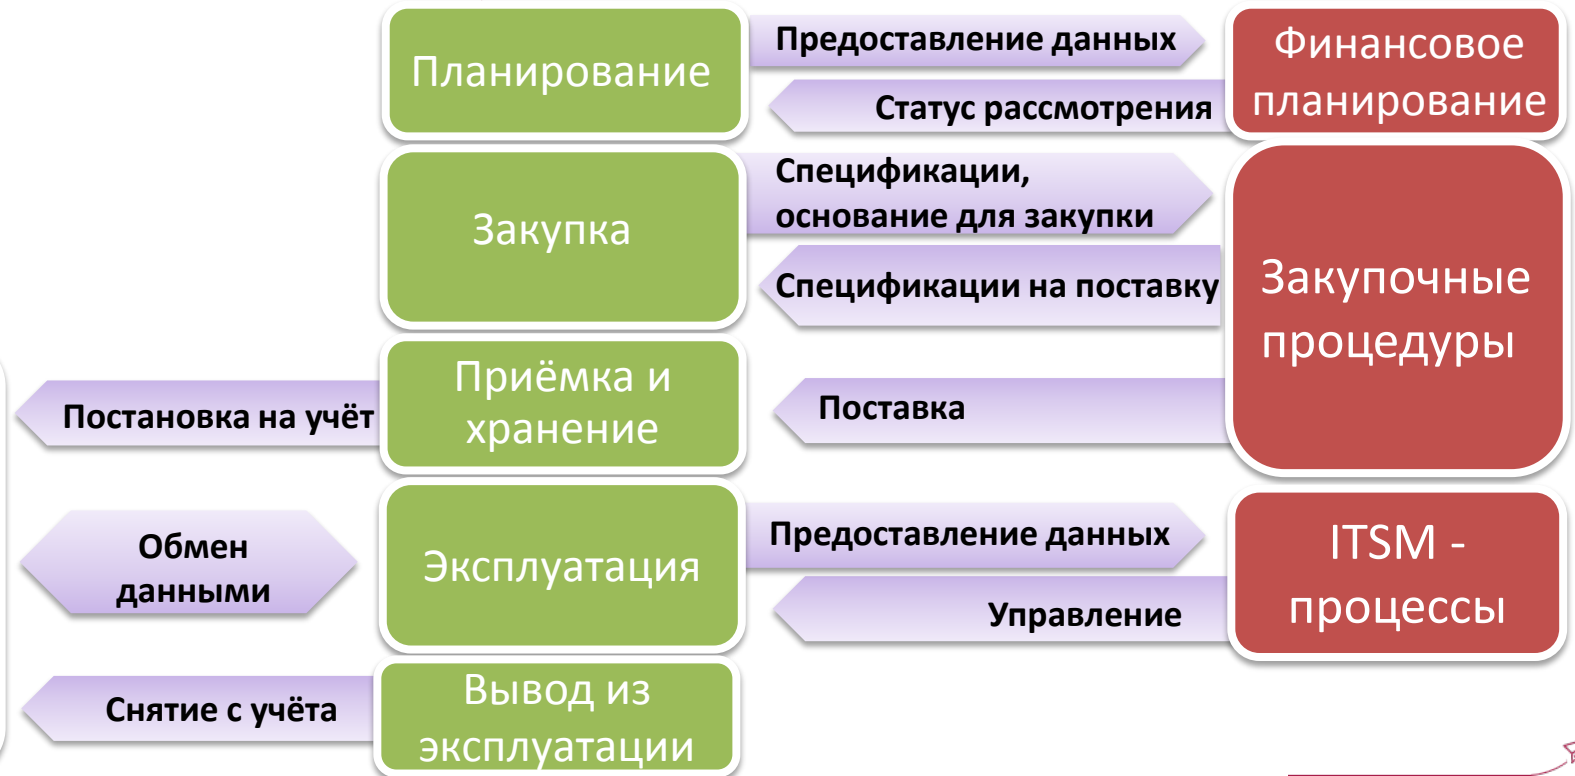 Планирование
Предоставление данных
Статус рассмотрения
Финансовое
планирование
Закупка
Спецификации,
основание для закупки
Спецификации на поставку
Закупочные
процедуры
Постановка на учёт
Приёмка и
хранение
Поставка
Обмен
данными
Эксплуатация
Предоставление данных
Управление
ITSM -
процессы
Снятие с учёта
Вывод из
эксплуатации